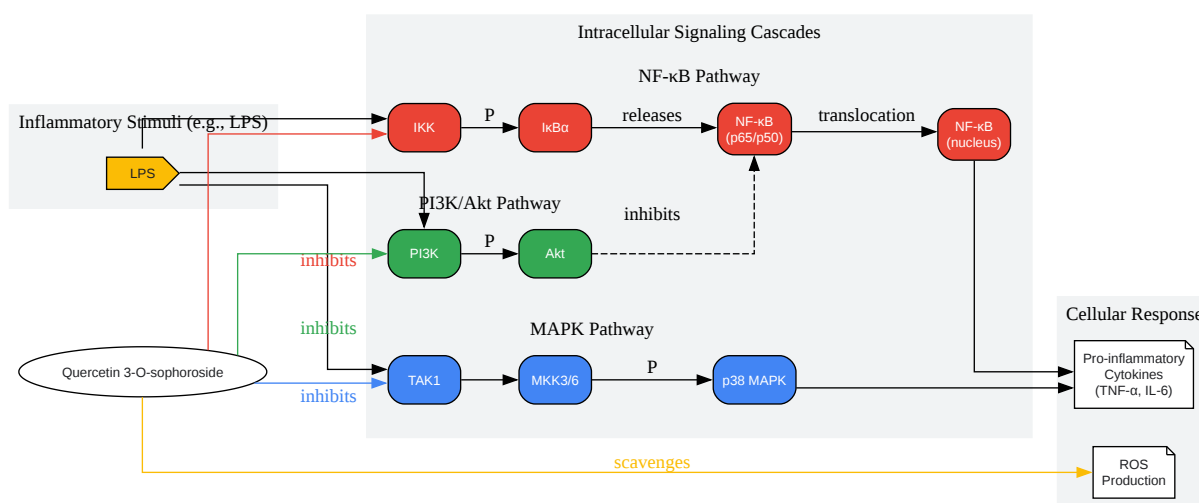 Intracellular Signaling Cascades
NF-κB Pathway
Inflammatory Stimuli (e.g., LPS)
IKK
P
IκBα
releases
NF-κB
(p65/p50)
translocation
NF-κB
(nucleus)
LPS
PI3K/Akt Pathway
PI3K
P
Akt
inhibits
inhibits
inhibits
MAPK Pathway
Cellular Response
Quercetin 3-O-sophoroside
inhibits
TAK1
MKK3/6
P
p38 MAPK
Pro-inflammatory
Cytokines
(TNF-α, IL-6)
scavenges
ROS
Production